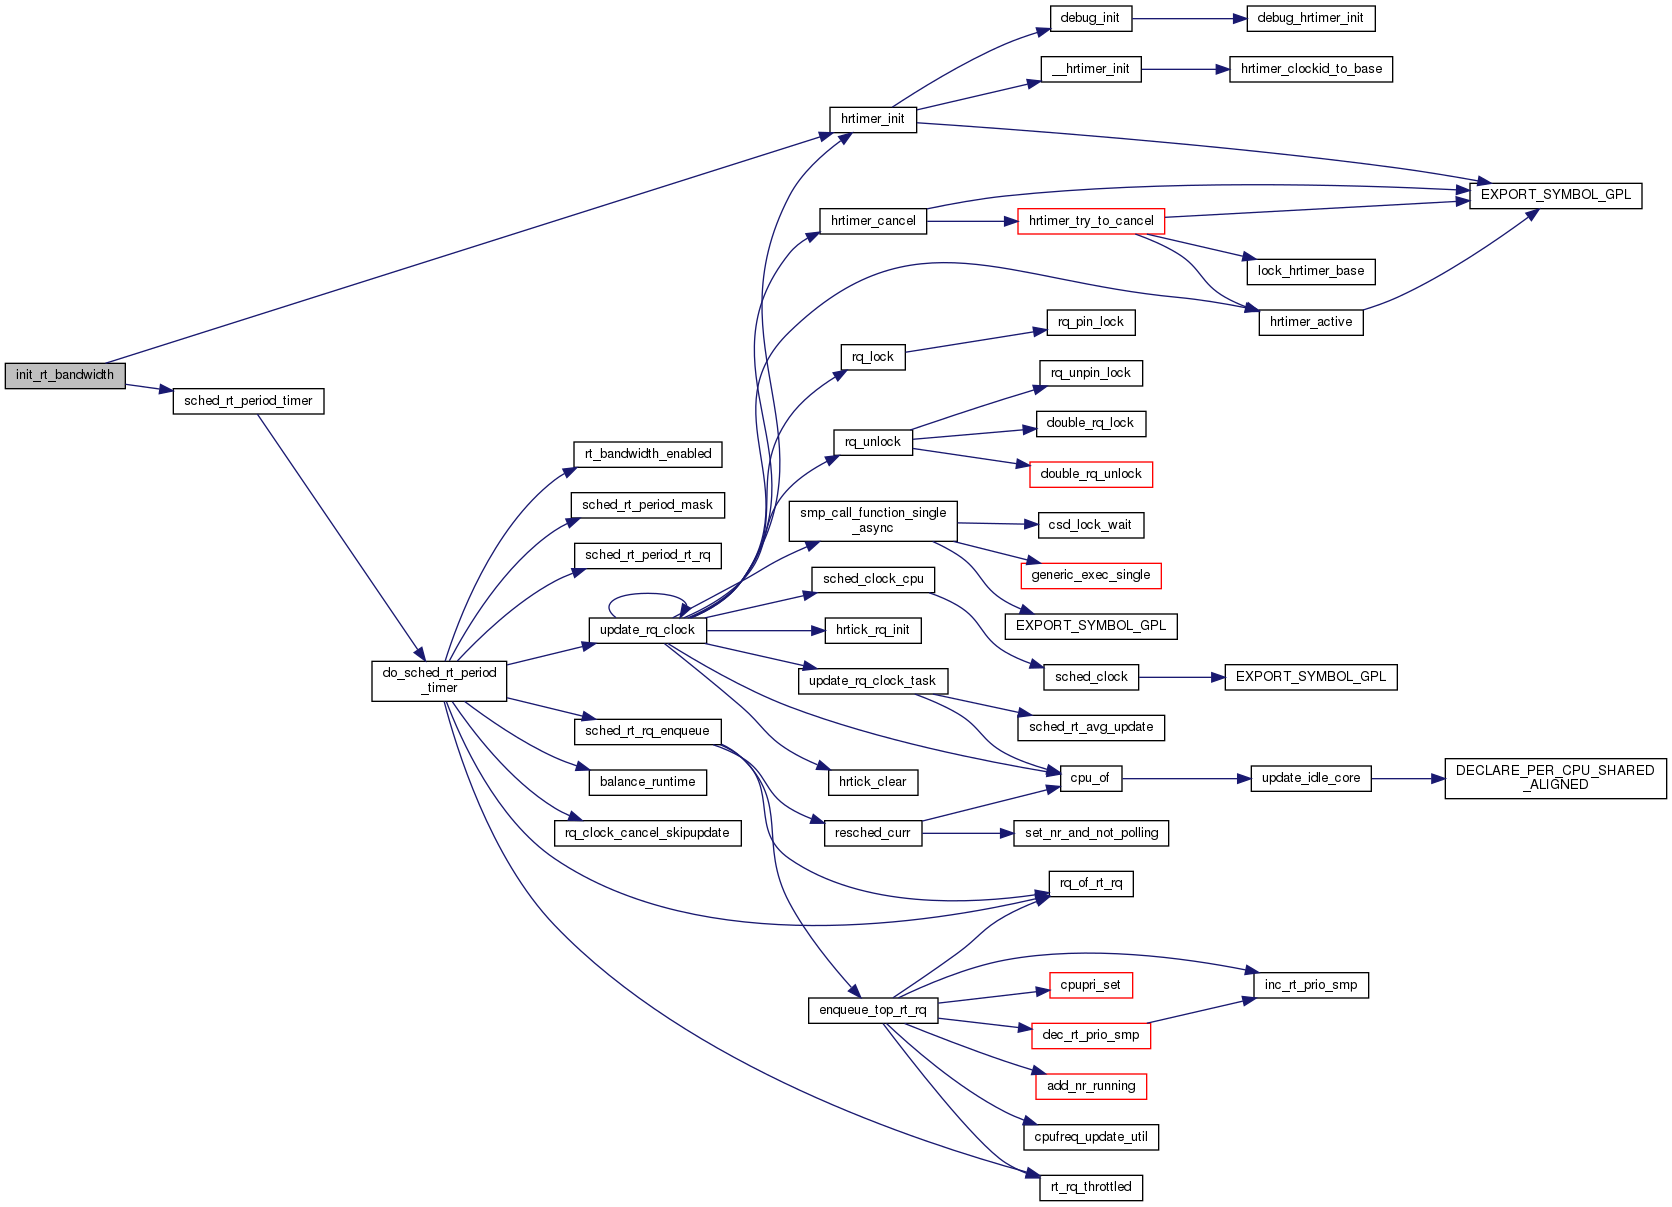 debug_init
debug_hrtimer_init
__hrtimer_init
hrtimer_clockid_to_base
hrtimer_init
EXPORT_SYMBOL_GPL
hrtimer_cancel
hrtimer_try_to_cancel
lock_hrtimer_base
hrtimer_active
rq_pin_lock
rq_lock
init_rt_bandwidth
rq_unpin_lock
sched_rt_period_timer
double_rq_lock
rq_unlock
rt_bandwidth_enabled
double_rq_unlock
sched_rt_period_mask
smp_call_function_single
_async
csd_lock_wait
sched_rt_period_rt_rq
generic_exec_single
sched_clock_cpu
EXPORT_SYMBOL_GPL
update_rq_clock
hrtick_rq_init
do_sched_rt_period
_timer
update_rq_clock_task
sched_clock
EXPORT_SYMBOL_GPL
sched_rt_rq_enqueue
sched_rt_avg_update
balance_runtime
hrtick_clear
cpu_of
update_idle_core
DECLARE_PER_CPU_SHARED
_ALIGNED
rq_clock_cancel_skipupdate
resched_curr
set_nr_and_not_polling
rq_of_rt_rq
cpupri_set
inc_rt_prio_smp
enqueue_top_rt_rq
dec_rt_prio_smp
add_nr_running
cpufreq_update_util
rt_rq_throttled